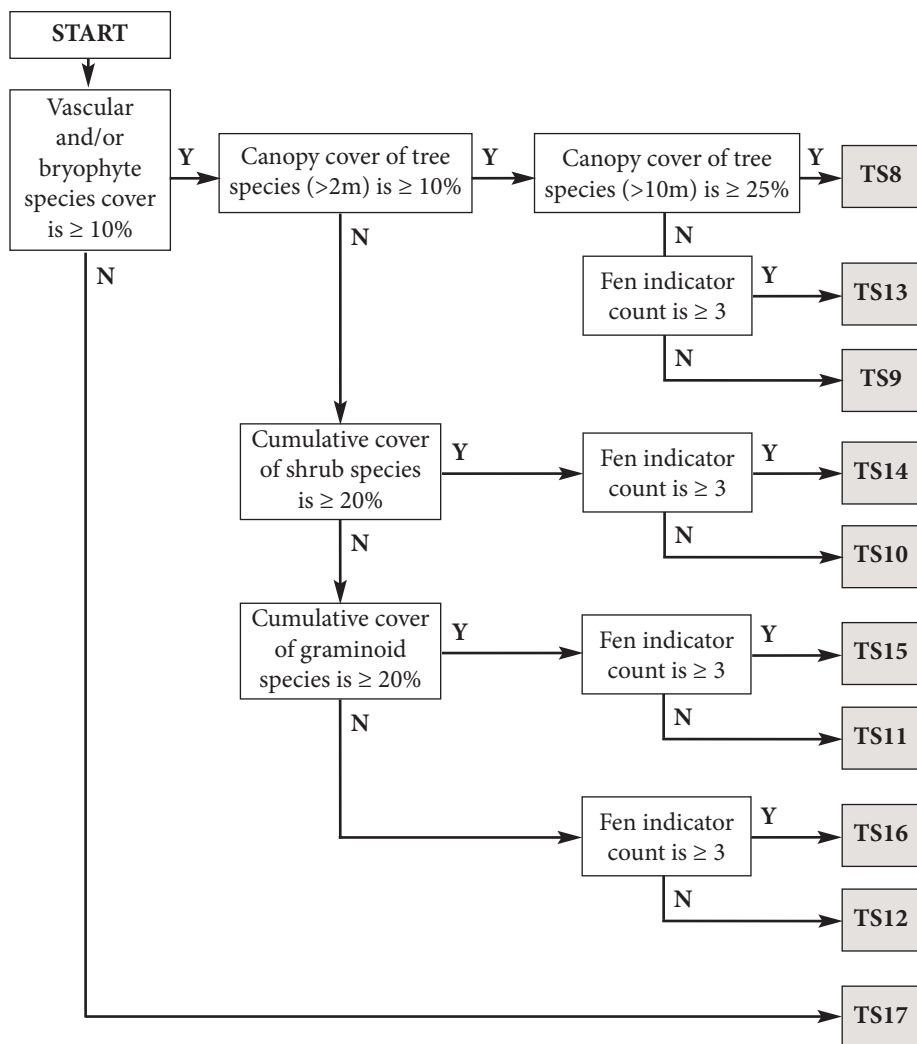 START
Vascular
and/or
bryophyte
species cover
is ≥ 10%
Y
Canopy cover of tree
species (>2m) is ≥ 10%
Y
Canopy cover of tree
species (>10m) is ≥ 25%
Y
TS8
N
N
N
Fen indicator
count is ≥ 3
Y
TS13
N
TS9
Cumulative cover
of shrub species
is ≥ 20%
Y
Fen indicator
count is ≥ 3
Y
TS14
N
N
TS10
Cumulative cover
of graminoid
species is ≥ 20%
Y
Fen indicator
count is ≥ 3
Y
TS15
N
N
TS11
Fen indicator
count is ≥ 3
Y
TS16
N
TS12
TS17